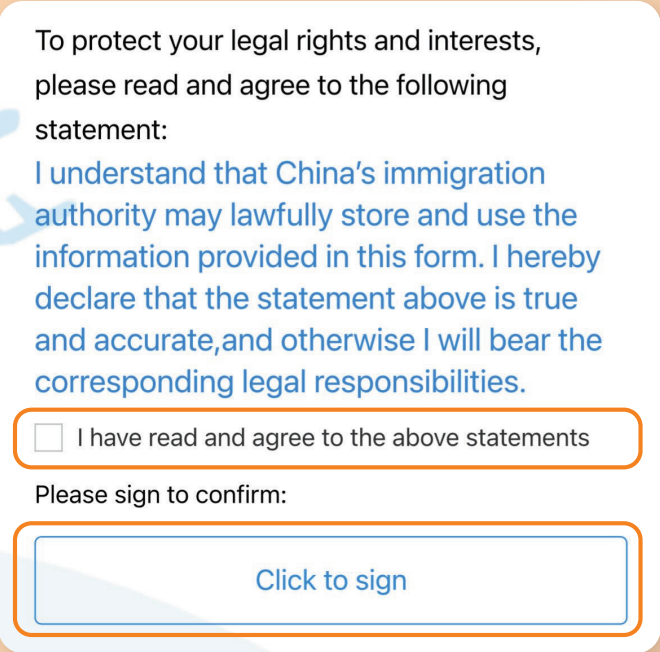 To protect your legal rights and interests,
please read and agree to the following
statement:
I understand that China's immigration
authority may lawfully store and use the
information provided in this form. I hereby
declare that the statement above is true
and accurate,and otherwise I will bear the
corresponding legal responsibilities.
I have read and agree to the above statements
Please sign to confirm:
Click to sign